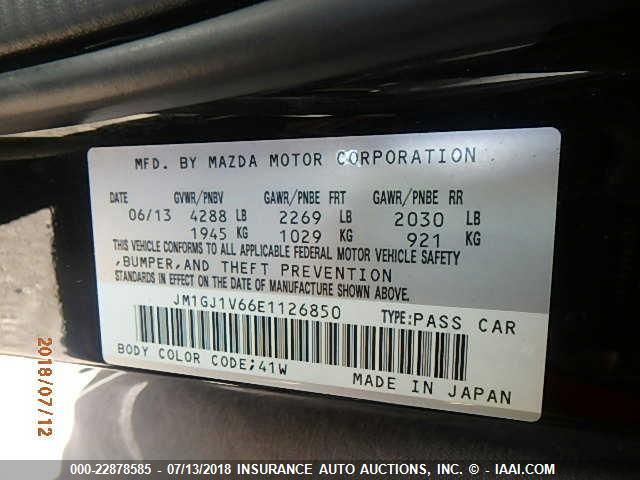 MFD. BY MAZDA MOTOR CORPORATION
DATE GVWR/PNBV GAWR/PNBE FRT GAWR/PNBE RR
06/13 4288 LB 2269 LB 2030 LB
1945 KG 1029 KG 921 KG
THIS VEHICLE CONFORMS TO ALL APPLICABLE FEDERAL MOTOR VEHICLE SAFETY
,BUMPER,AND THEFT PREVENTION
STANDARDS IN EFFECT ON THE DATE OF MANUFACTURE SHOWN ABOVE.
JM1GJ1V66E1126850 TYPE:PASS CAR
BODY COLOR CODE;41W
MADE IN JAPAN
2018/07/12
000-22878585 - 07/13/2018 INSURANCE AUTO AUCTIONS, INC. - IAAI.COM